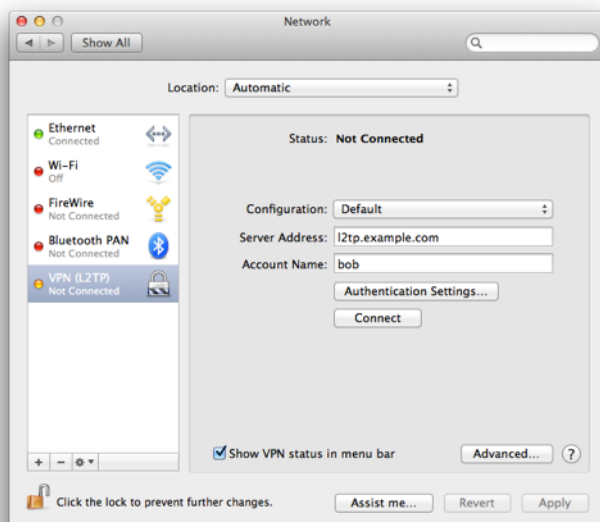 Network
Show All
Location: Automatic
Ethernet
Connected
Wi-Fi
Off
FireWire
Not Connected
Bluetooth PAN
Not Connected
VPN (L2TP)
Not Connected
Status: Not Connected
Configuration: Default
Server Address: l2tp.example.com
Account Name: bob
Authentication Settings...
Connect
Show VPN status in menu bar
Advanced... ?
Click the lock to prevent further changes.
Assist me... Revert Apply